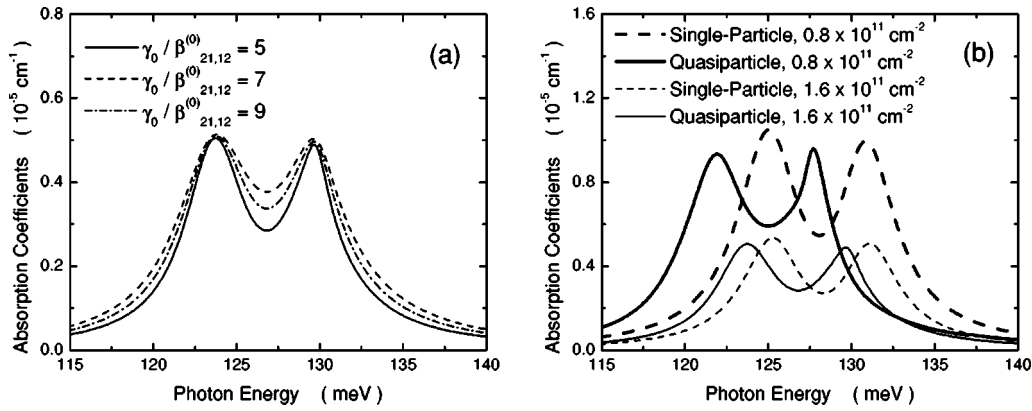 (a)
γ₀ / β⁽⁰⁾₂₁,₁₂ = 5
γ₀ / β⁽⁰⁾₂₁,₁₂ = 7
γ₀ / β⁽⁰⁾₂₁,₁₂ = 9
Absorption Coefficients ( 10⁻⁵ cm⁻¹ )
0.8
0.6
0.4
0.2
0.0
115 120 125 130 135 140
Photon Energy ( meV )
(b)
Single-Particle, 0.8 x 10¹¹ cm⁻²
Quasiparticle, 0.8 x 10¹¹ cm⁻²
Single-Particle, 1.6 x 10¹¹ cm⁻²
Quasiparticle, 1.6 x 10¹¹ cm⁻²
Absorption Coefficients ( 10⁻⁵ cm⁻¹ )
1.6
1.2
0.8
0.4
0.0
115 120 125 130 135 140
Photon Energy ( meV )